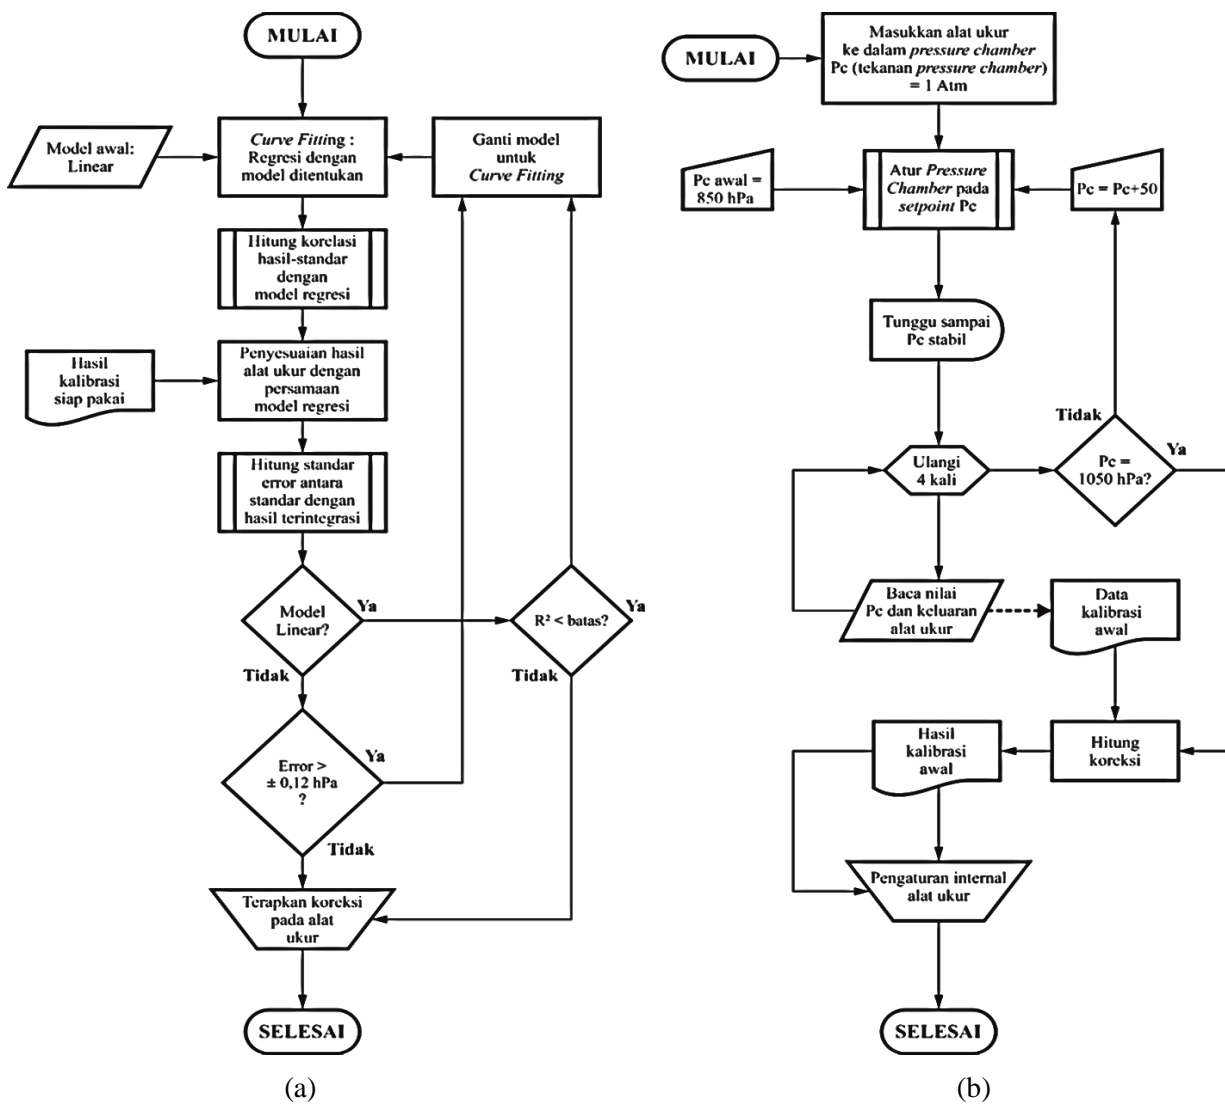 MULAI
Model awal:
Linear
Curve Fitting :
Regresi dengan
model ditentukan
Ganti model
untuk
Curve Fitting
Hitung korelasi
hasil-standar
dengan
model regresi
Hasil
kalibrasi
siap pakai
Penyesuaian hasil
alat ukur dengan
persamaan
model regresi
Hitung standar
error antara
standar dengan
hasil terintegrasi
Model
Linear?
Ya
Tidak
R² < batas?
Ya
Tidak
Error >
± 0,12 hPa
?
Ya
Tidak
Terapkan koreksi
pada alat
ukur
SELESAI
(a)
MULAI
Masukkan alat ukur
ke dalam pressure chamber
Pc (tekanan pressure chamber)
= 1 Atm
Pc awal =
850 hPa
Atur Pressure
Chamber pada
setpoint Pc
Pc = Pc+50
Tunggu sampai
Pc stabil
Ulangi
4 kali
Tidak
Pc =
1050 hPa?
Ya
Baca nilai
Pc dan keluaran
alat ukur
Data
kalibrasi
awal
Hasil
kalibrasi
awal
Hitung
koreksi
Pengaturan internal
alat ukur
SELESAI
(b)